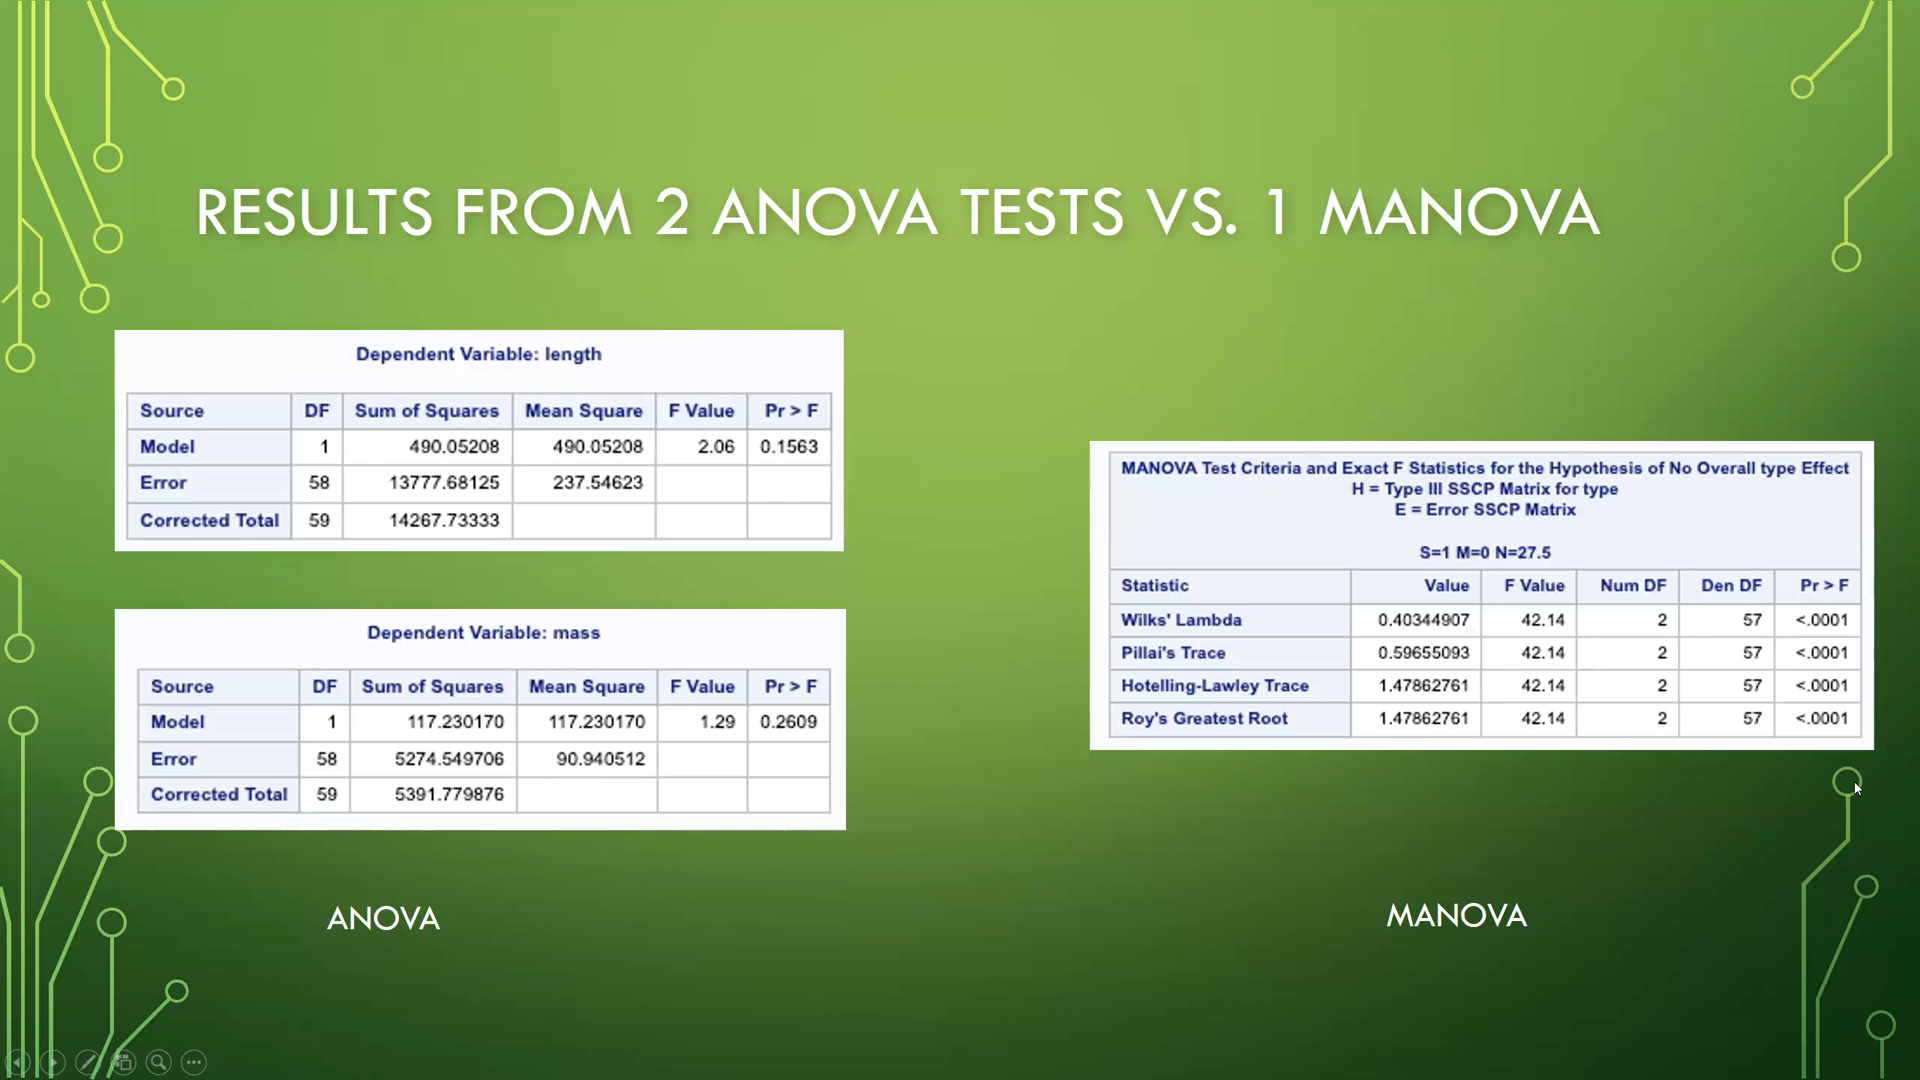 RESULTS FROM 2 ANOVA TESTS VS. 1 MANOVA
Dependent Variable: length
Source DF Sum of Squares Mean Square F Value Pr > F
Model 1 490.05208 490.05208 2.06 0.1563
Error 58 13777.68125 237.54623
Corrected Total 59 14267.73333
Dependent Variable: mass
Source DF Sum of Squares Mean Square F Value Pr > F
Model 1 117.230170 117.230170 1.29 0.2609
Error 58 5274.549706 90.940512
Corrected Total 59 5391.779876
ANOVA
MANOVA Test Criteria and Exact F Statistics for the Hypothesis of No Overall type Effect
H = Type III SSCP Matrix for type
E = Error SSCP Matrix
S=1 M=0 N=27.5
Statistic Value F Value Num DF Den DF Pr > F
Wilks' Lambda 0.40344907 42.14 2 57 <.0001
Pillai's Trace 0.59655093 42.14 2 57 <.0001
Hotelling-Lawley Trace 1.47862761 42.14 2 57 <.0001
Roy's Greatest Root 1.47862761 42.14 2 57 <.0001
MANOVA